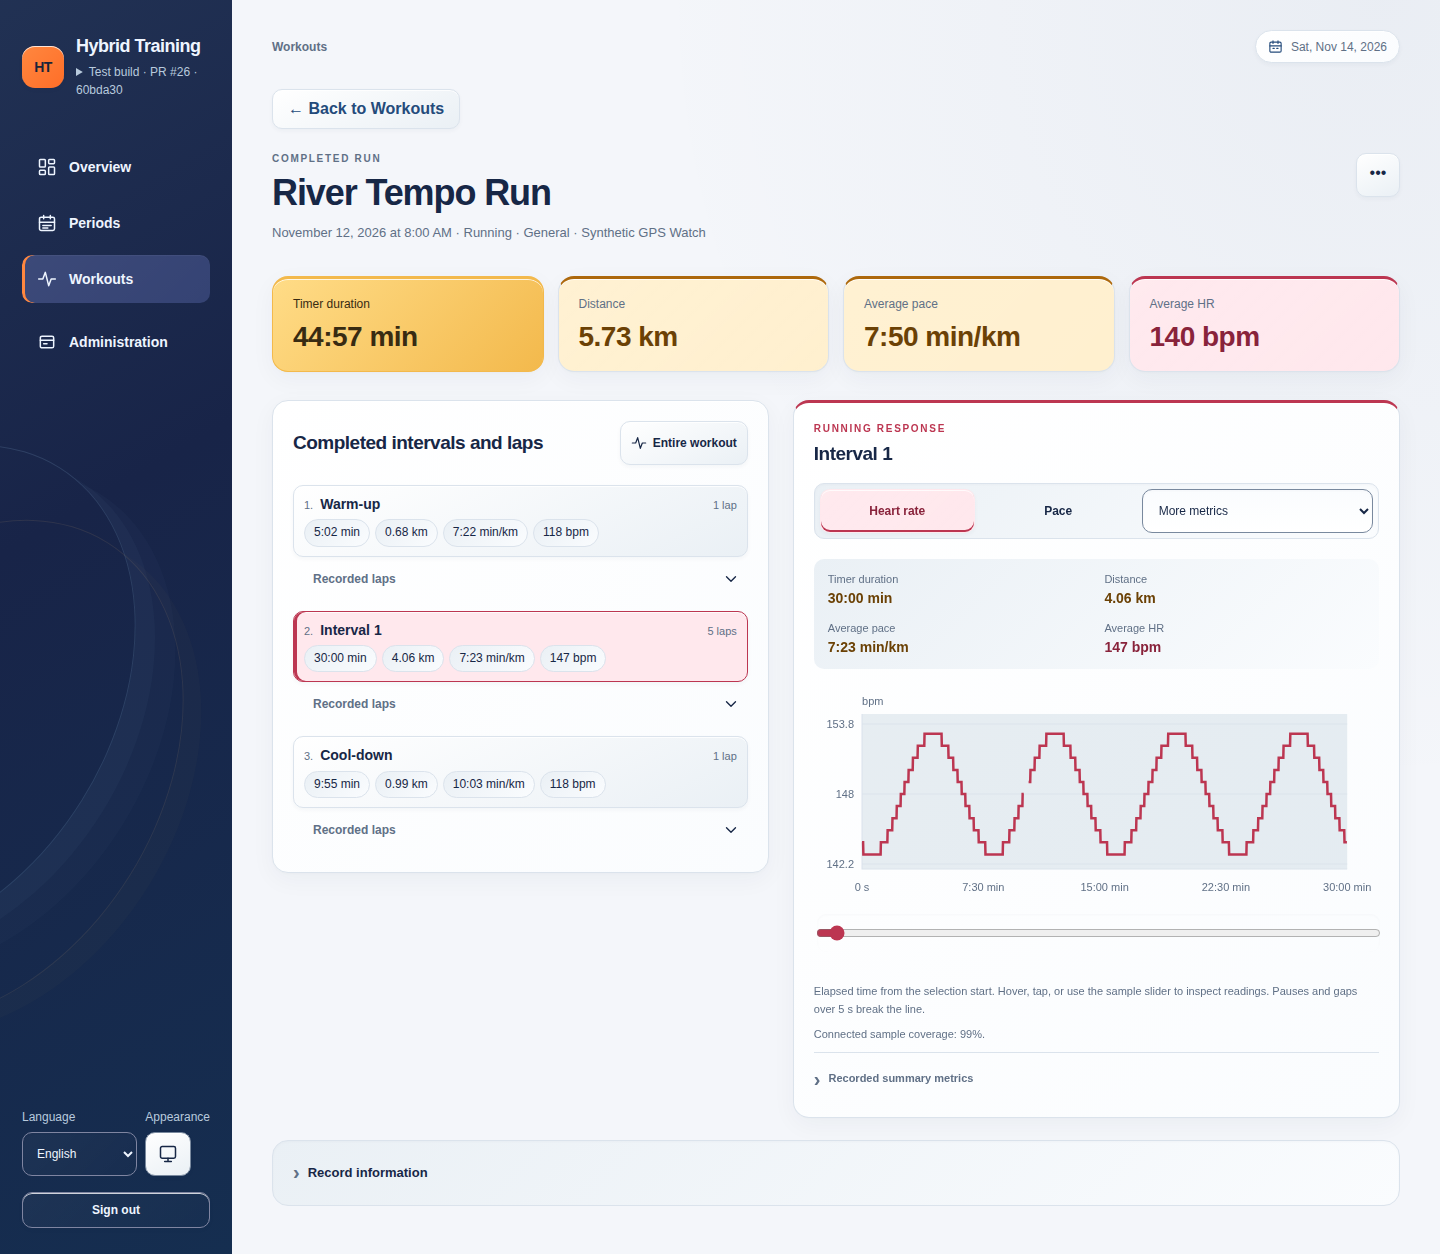 HT
Hybrid Training
Test build · PR #26 ·
60bda30
Overview
Periods
Workouts
Administration
Language
Appearance
English
Sign out
Workouts
Sat, Nov 14, 2026
← Back to Workouts
COMPLETED RUN
River Tempo Run
•••
November 12, 2026 at 8:00 AM · Running · General · Synthetic GPS Watch
Timer duration
44:57 min
Distance
5.73 km
Average pace
7:50 min/km
Average HR
140 bpm
Completed intervals and laps
Entire workout
1. Warm-up
1 lap
5:02 min
0.68 km
7:22 min/km
118 bpm
Recorded laps
2. Interval 1
5 laps
30:00 min
4.06 km
7:23 min/km
147 bpm
Recorded laps
3. Cool-down
1 lap
9:55 min
0.99 km
10:03 min/km
118 bpm
Recorded laps
RUNNING RESPONSE
Interval 1
Heart rate
Pace
More metrics
Timer duration
30:00 min
Distance
4.06 km
Average pace
7:23 min/km
Average HR
147 bpm
bpm
153.8
148
142.2
0 s
7:30 min
15:00 min
22:30 min
30:00 min
Elapsed time from the selection start. Hover, tap, or use the sample slider to inspect readings. Pauses and gaps
over 5 s break the line.
Connected sample coverage: 99%.
Recorded summary metrics
Record information